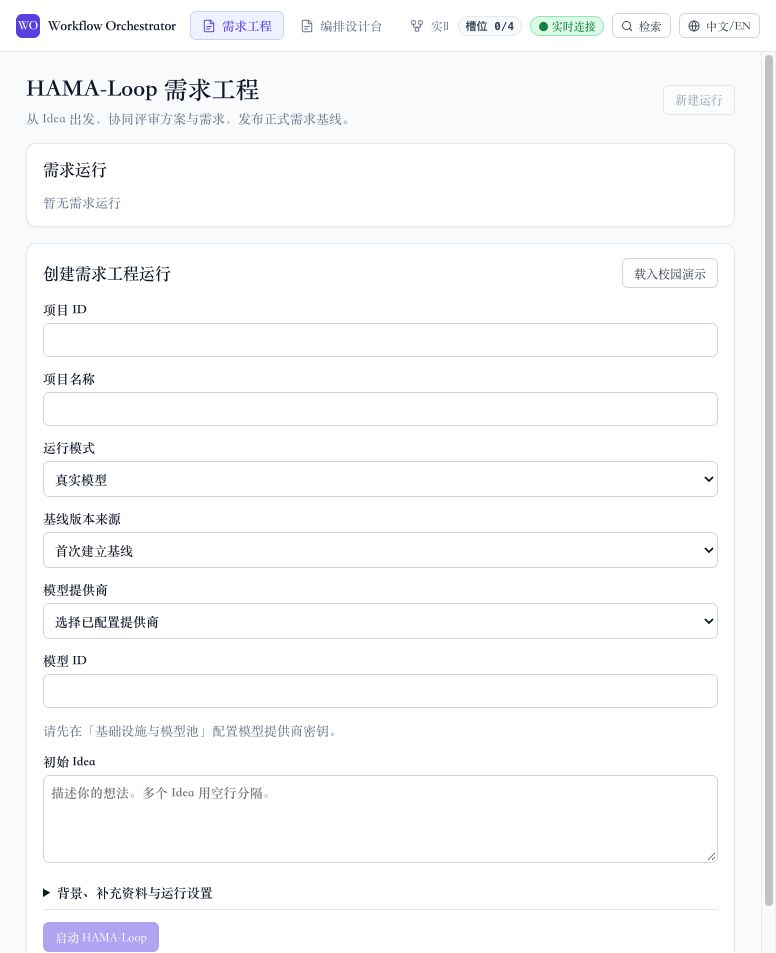 WO Workflow Orchestrator 需求工程 编排设计台 实时 槽位 0/4 实时连接 检索 中文/EN
HAMA-Loop 需求工程
新建运行
从 Idea 出发，协同评审方案与需求，发布正式需求基线。
需求运行
暂无需求运行
创建需求工程运行
载入校园演示
项目 ID
项目名称
运行模式
真实模型
基线版本来源
首次建立基线
模型提供商
选择已配置提供商
模型 ID
请先在「基础设施与模型池」配置模型提供商密钥。
初始 Idea
描述你的想法。多个 Idea 用空行分隔。
背景、补充资料与运行设置
启动 HAMA-Loop